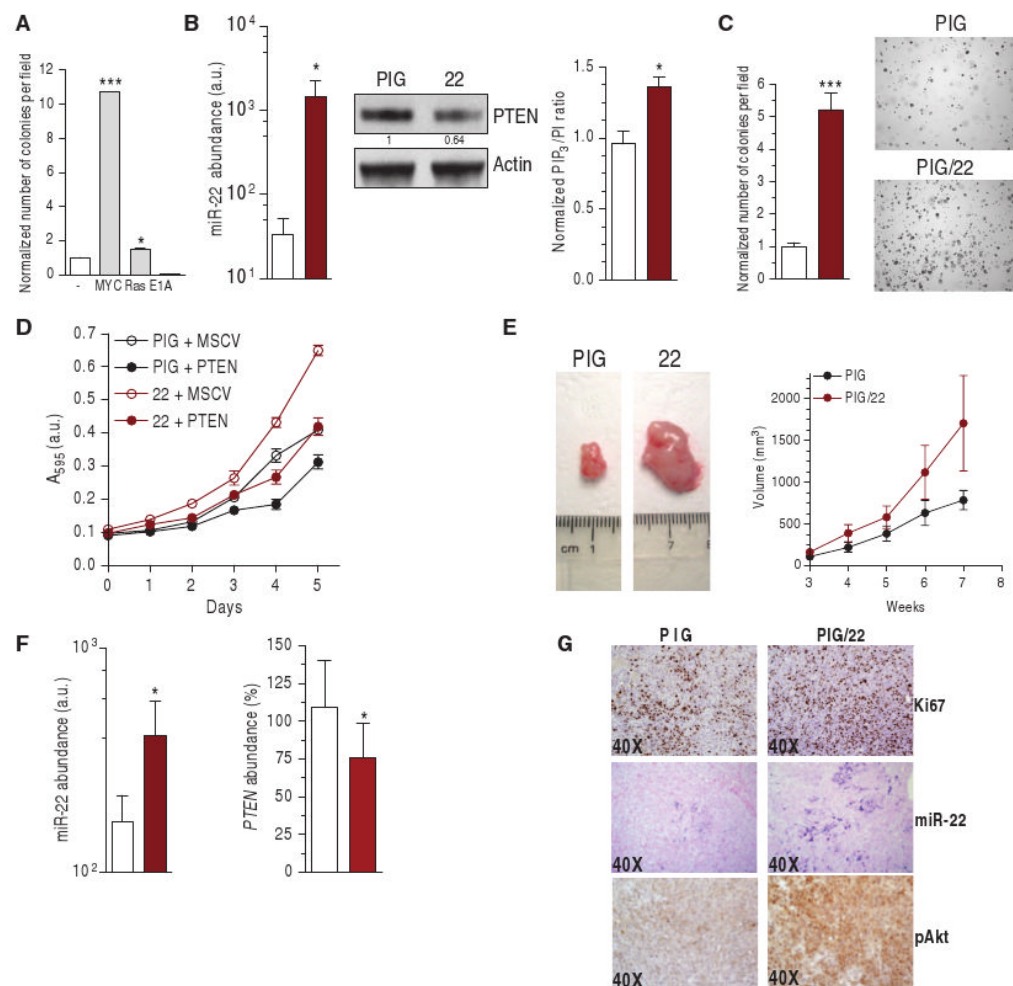 A
Normalized number of colonies per field
12
10
8
6
4
2
0
***
*
- MYC Ras E1A
B
miR-22 abundance (a.u.)
10⁴
10³
10²
10¹
*
PIG 22
PTEN
1 0.64
Actin
Normalized PIP₃/PI ratio
1.5
1.0
0.5
0.0
*
C
Normalized number of colonies per field
6
5
4
3
2
1
0
***
PIG
PIG/22
D
A₅₉₅ (a.u.)
0.7
0.6
0.5
0.4
0.3
0.2
0.1
0.0
PIG + MSCV
PIG + PTEN
22 + MSCV
22 + PTEN
0 1 2 3 4 5
Days
E
PIG 22
cm 1
7
Volume (mm³)
2000
1500
1000
500
0
PIG
PIG/22
3 4 5 6 7 8
Weeks
F
miR-22 abundance (a.u.)
10³
10²
*
PTEN abundance (%)
150
125
100
75
50
25
0
*
G
PIG PIG/22
40X 40X Ki67
40X 40X miR-22
40X 40X pAkt